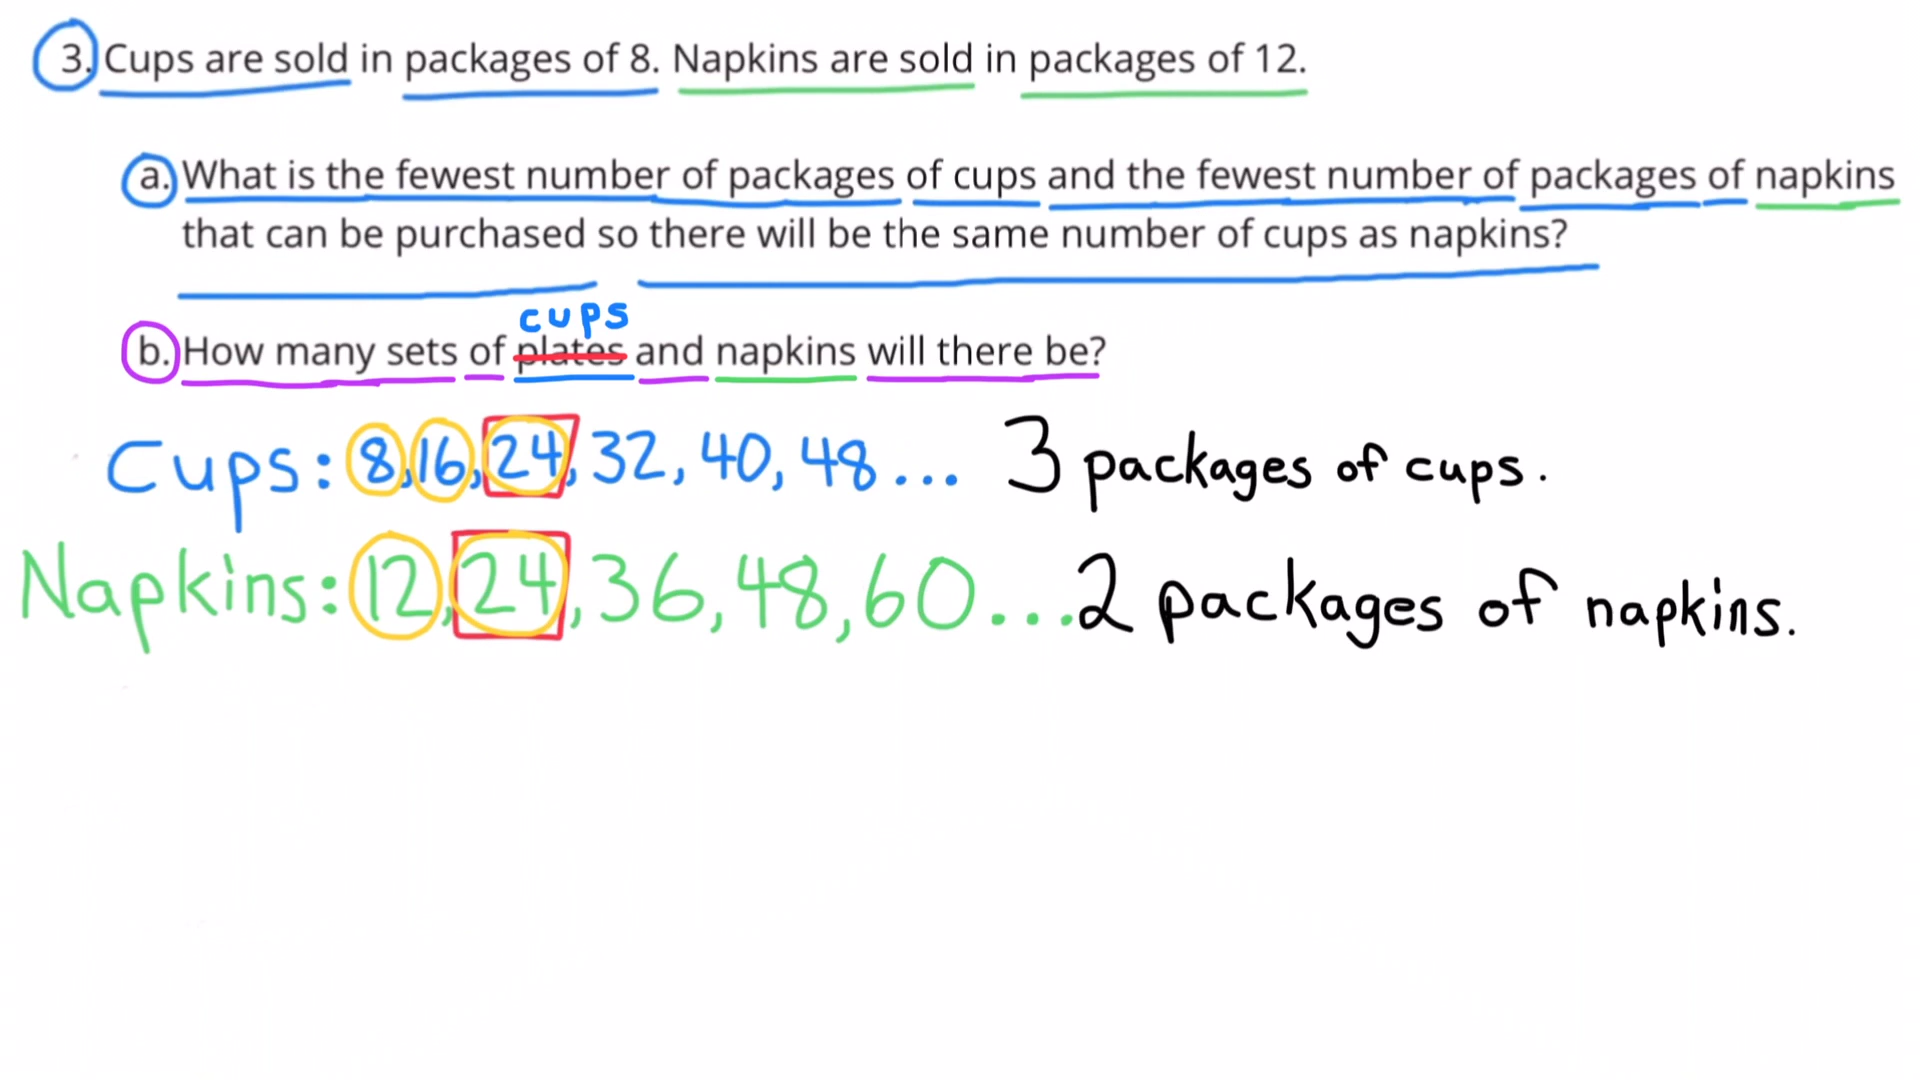 3. Cups are sold in packages of 8. Napkins are sold in packages of 12.
a. What is the fewest number of packages of cups and the fewest number of packages of napkins
that can be purchased so there will be the same number of cups as napkins?
cups
b. How many sets of plates and napkins will there be?
Cups: 8, 16, 24, 32, 40, 48... 3 packages of cups.
Napkins: 12, 24, 36, 48, 60... 2 packages of napkins.